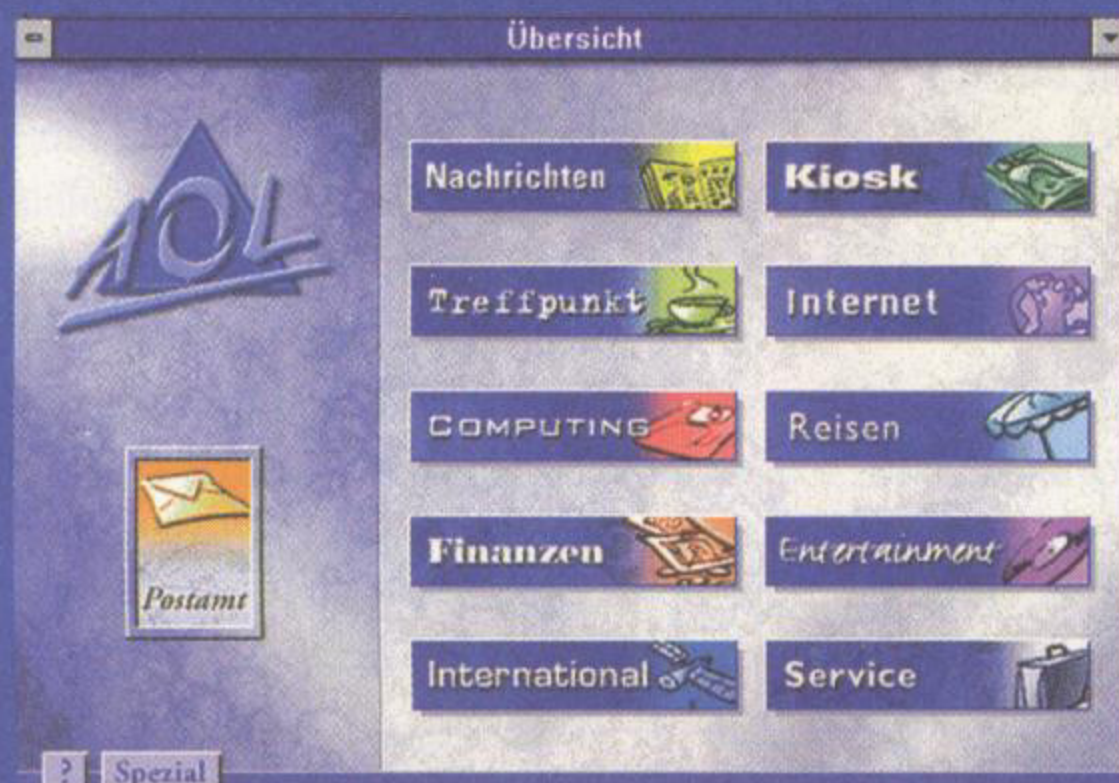 Übersicht
AOL
Nachrichten
Kiosk
Treffpunkt
Internet
COMPUTING
Reisen
Finanzen
Entertainment
International
Service
Postamt
? Spezial